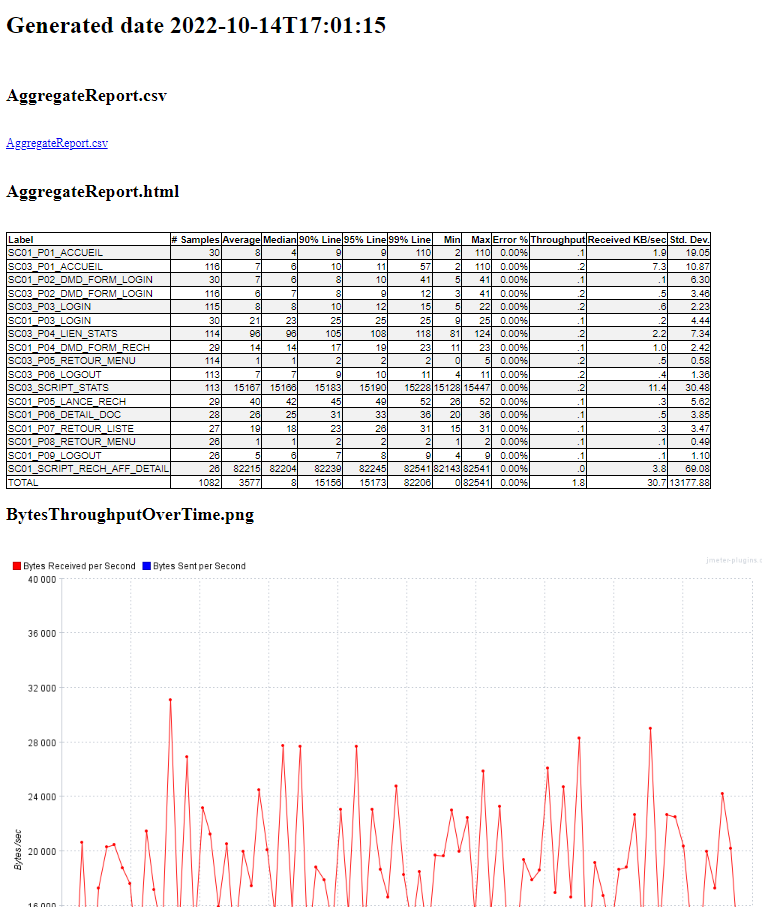 Generated date 2022-10-14T17:01:15
AggregateReport.csv
AggregateReport.csv
AggregateReport.html
Label # Samples Average Median 90% Line 95% Line 99% Line Min Max Error % Throughput Received KB/sec Std. Dev.
SC01_P01_ACCUEIL 30 8 4 9 9 110 2 110 0.00% .1 1.9 19.05
SC03_P01_ACCUEIL 116 7 6 10 11 57 2 110 0.00% .2 7.3 10.87
SC01_P02_DMD_FORM_LOGIN 30 7 6 8 10 41 5 41 0.00% .1 .1 6.30
SC03_P02_DMD_FORM_LOGIN 116 6 7 8 9 12 3 41 0.00% .2 .5 3.46
SC03_P03_LOGIN 115 8 8 10 12 15 5 22 0.00% .2 .6 2.23
SC01_P03_LOGIN 30 21 23 25 25 25 9 25 0.00% .1 .2 4.44
SC03_P04_LIEN_STATS 114 96 96 105 108 118 81 124 0.00% .2 2.2 7.34
SC01_P04_DMD_FORM_RECH 29 14 14 17 19 23 11 23 0.00% .1 1.0 2.42
SC03_P05_RETOUR_MENU 114 1 1 2 2 2 0 5 0.00% .2 .5 0.58
SC03_P06_LOGOUT 113 7 7 9 10 11 4 11 0.00% .2 .4 1.36
SC03_SCRIPT_STATS 113 15167 15166 15183 15190 15228 15128 15447 0.00% .2 11.4 30.48
SC01_P05_LANCE_RECH 29 40 42 45 49 52 26 52 0.00% .1 .3 5.62
SC01_P06_DETAIL_DOC 28 26 25 31 33 36 20 36 0.00% .1 .5 3.85
SC01_P07_RETOUR_LISTE 27 19 18 23 26 31 15 31 0.00% .1 .3 3.47
SC01_P08_RETOUR_MENU 26 1 1 2 2 2 1 2 0.00% .1 .1 0.49
SC01_P09_LOGOUT 26 5 6 7 8 9 4 9 0.00% .1 .1 1.10
SC01_SCRIPT_RECH_AFF_DETAIL 26 82215 82204 82239 82245 82541 82143 82541 0.00% .0 3.8 69.08
TOTAL 1082 3577 8 15156 15173 82206 0 82541 0.00% 1.8 30.7 13177.88
BytesThroughputOverTime.png
Bytes Received per Second Bytes Sent per Second
jmeter-plugins.
40 000
36 000
32 000
28 000
24 000
20 000
16 000
Bytes /sec